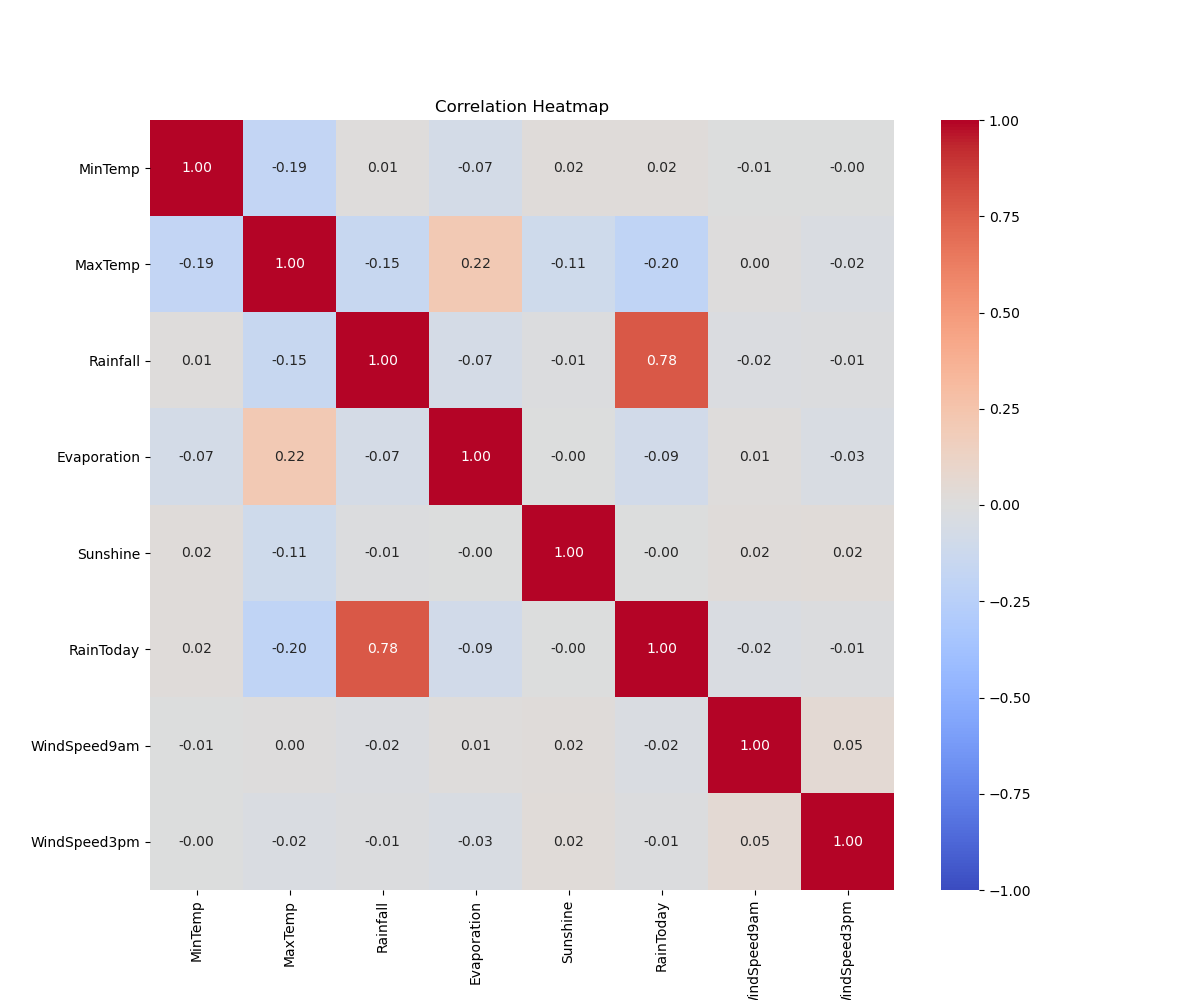 Correlation Heatmap
MinTemp 1.00 -0.19 0.01 -0.07 0.02 0.02 -0.01 -0.00
MaxTemp -0.19 1.00 -0.15 0.22 -0.11 -0.20 0.00 -0.02
Rainfall 0.01 -0.15 1.00 -0.07 -0.01 0.78 -0.02 -0.01
Evaporation -0.07 0.22 -0.07 1.00 -0.00 -0.09 0.01 -0.03
Sunshine 0.02 -0.11 -0.01 -0.00 1.00 -0.00 0.02 0.02
RainToday 0.02 -0.20 0.78 -0.09 -0.00 1.00 -0.02 -0.01
WindSpeed9am -0.01 0.00 -0.02 0.01 0.02 -0.02 1.00 0.05
WindSpeed3pm -0.00 -0.02 -0.01 -0.03 0.02 -0.01 0.05 1.00
MinTemp
MaxTemp
Rainfall
Evaporation
Sunshine
RainToday
indSpeed9am
indSpeed3pm
1.00
0.75
0.50
0.25
0.00
−0.25
−0.50
−0.75
−1.00